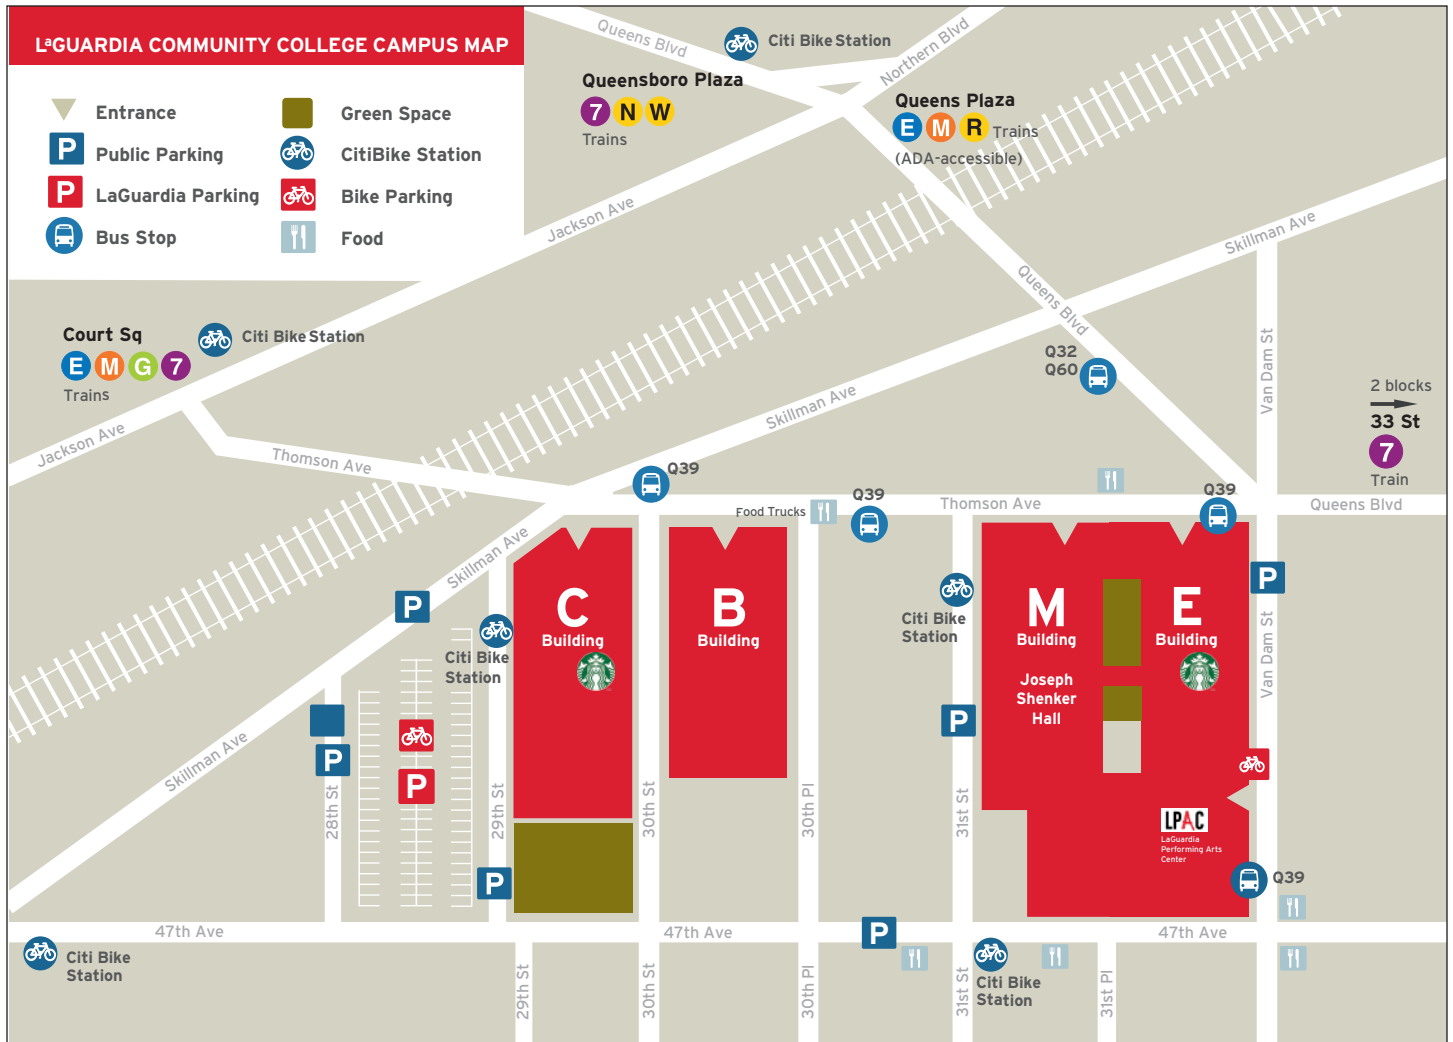 LaGUARDIA COMMUNITY COLLEGE CAMPUS MAP
Entrance
Green Space
P
Public Parking
CitiBike Station
P
LaGuardia Parking
Bike Parking
Bus Stop
Food
Queens Blvd
Citi Bike Station
Northern Blvd
Queensboro Plaza
7 N W
Trains
Queens Plaza
E M R Trains
(ADA-accessible)
Jackson Ave
Skillman Ave
Queens Blvd
Court Sq
Citi Bike Station
E M G 7
Trains
Jackson Ave
Thomson Ave
Skillman Ave
Q32
Q60
Van Dam St
2 blocks
33 St
7
Train
Q39
Food Trucks
Q39
Thomson Ave
Q39
Queens Blvd
Skillman Ave
P
Citi Bike
Station
C
Building
B
Building
Citi Bike
Station
M
Building
Joseph
Shenker
Hall
E
Building
P
Van Dam St
P
P
P
Skillman Ave
28th St
29th St
30th St
30th Pl
31st St
LPAC
LaGuardia
Performing Arts
Center
P
Q39
47th Ave
47th Ave
P
47th Ave
Citi Bike
Station
29th St
30th St
30th Pl
31st St
Citi Bike
Station
31st Pl